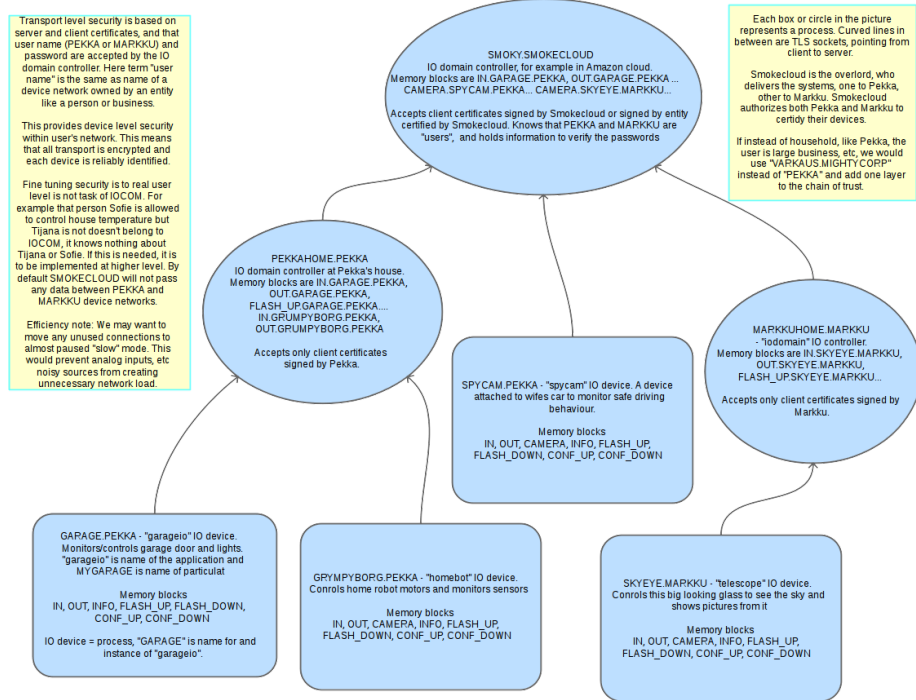 Transport level security is based on
server and client certificates, and that
user name (PEKKA or MARKKU) and
password are accepted by the IO
domain controller. Here term "user
name" is the same as name of a
device network owned by an entity
like a person or business.
This provides device level security
within user's network. This means
that all transport is encrypted and
each device is reliably identified.
Fine tuning security is to real user
level is not task of IOCOM. For
example that person Sofie is allowed
to control house temperature but
Tijana is not doesn't belong to
IOCOM, it knows nothing about
Tijana or Sofie. If this is needed, it is
to be implemented at higher level. By
default SMOKECLOUD will not pass
any data between PEKKA and
MARKKU device networks.
Efficiency note: We may want to
move any unused connections to
almost paused "slow" mode. This
would prevent analog inputs, etc
noisy sources from creating
unnecessary network load.
SMOKY.SMOKECLOUD
IO domain controller, for example in Amazon cloud.
Memory blocks are IN.GARAGE.PEKKA, OUT.GARAGE.PEKKA ...
CAMERA.SPYCAM.PEKKA... CAMERA.SKYEYE.MARKKU...
Accepts client certificates signed by Smokecloud or signed by entity
certified by Smokecloud. Knows that PEKKA and MARKKU are
"users", and holds information to verify the passwords
Each box or circle in the picture
represents a process. Curved lines in
between are TLS sockets, pointing from
client to server.
Smokecloud is the overlord, who
delivers the systems, one to Pekka,
other to Markku. Smokecloud
authorizes both Pekka and Markku to
certidy their devices.
If instead of household, like Pekka, the
user is large business, etc, we would
use "VARKAUS.MIGHTYCORP"
instead of "PEKKA" and add one layer
to the chain of trust.
PEKKAHOME.PEKKA
IO domain controller at Pekka's house.
Memory blocks are IN.GARAGE.PEKKA,
OUT.GARAGE.PEKKA,
FLASH_UP.GARAGE.PEKKA....
IN.GRUMPYBORG.PEKKA,
OUT.GRUMPYBORG.PEKKA
Accepts only client certificates
signed by Pekka.
MARKKUHOME.MARKKU
- "iodomain" IO controller.
Memory blocks are IN.SKYEYE.MARKKU,
OUT.SKYEYE.MARKKU,
FLASH_UP.SKYEYE.MARKKU...
Accepts only client certificates signed by
Markku.
SPYCAM.PEKKA - "spycam" IO device. A device
attached to wifes car to monitor safe driving
behaviour.
Memory blocks
IN, OUT, CAMERA, INFO, FLASH_UP,
FLASH_DOWN, CONF_UP, CONF_DOWN
GARAGE.PEKKA - "garageio" IO device.
Monitors/controls garage door and lights.
"garageio" is name of the application and
MYGARAGE is name of particulat
Memory blocks
IN, OUT, INFO, FLASH_UP, FLASH_DOWN,
CONF_UP, CONF_DOWN
IO device = process, "GARAGE" is name for and
instance of "garageio".
GRYMPYBORG.PEKKA - "homebot" IO device.
Conrols home robot motors and monitors sensors
Memory blocks
IN, OUT, CAMERA, INFO, FLASH_UP,
FLASH_DOWN, CONF_UP, CONF_DOWN
SKYEYE.MARKKU - "telescope" IO device.
Conrols this big looking glass to see the sky and
shows pictures from it
Memory blocks
IN, OUT, CAMERA, INFO, FLASH_UP,
FLASH_DOWN, CONF_UP, CONF_DOWN